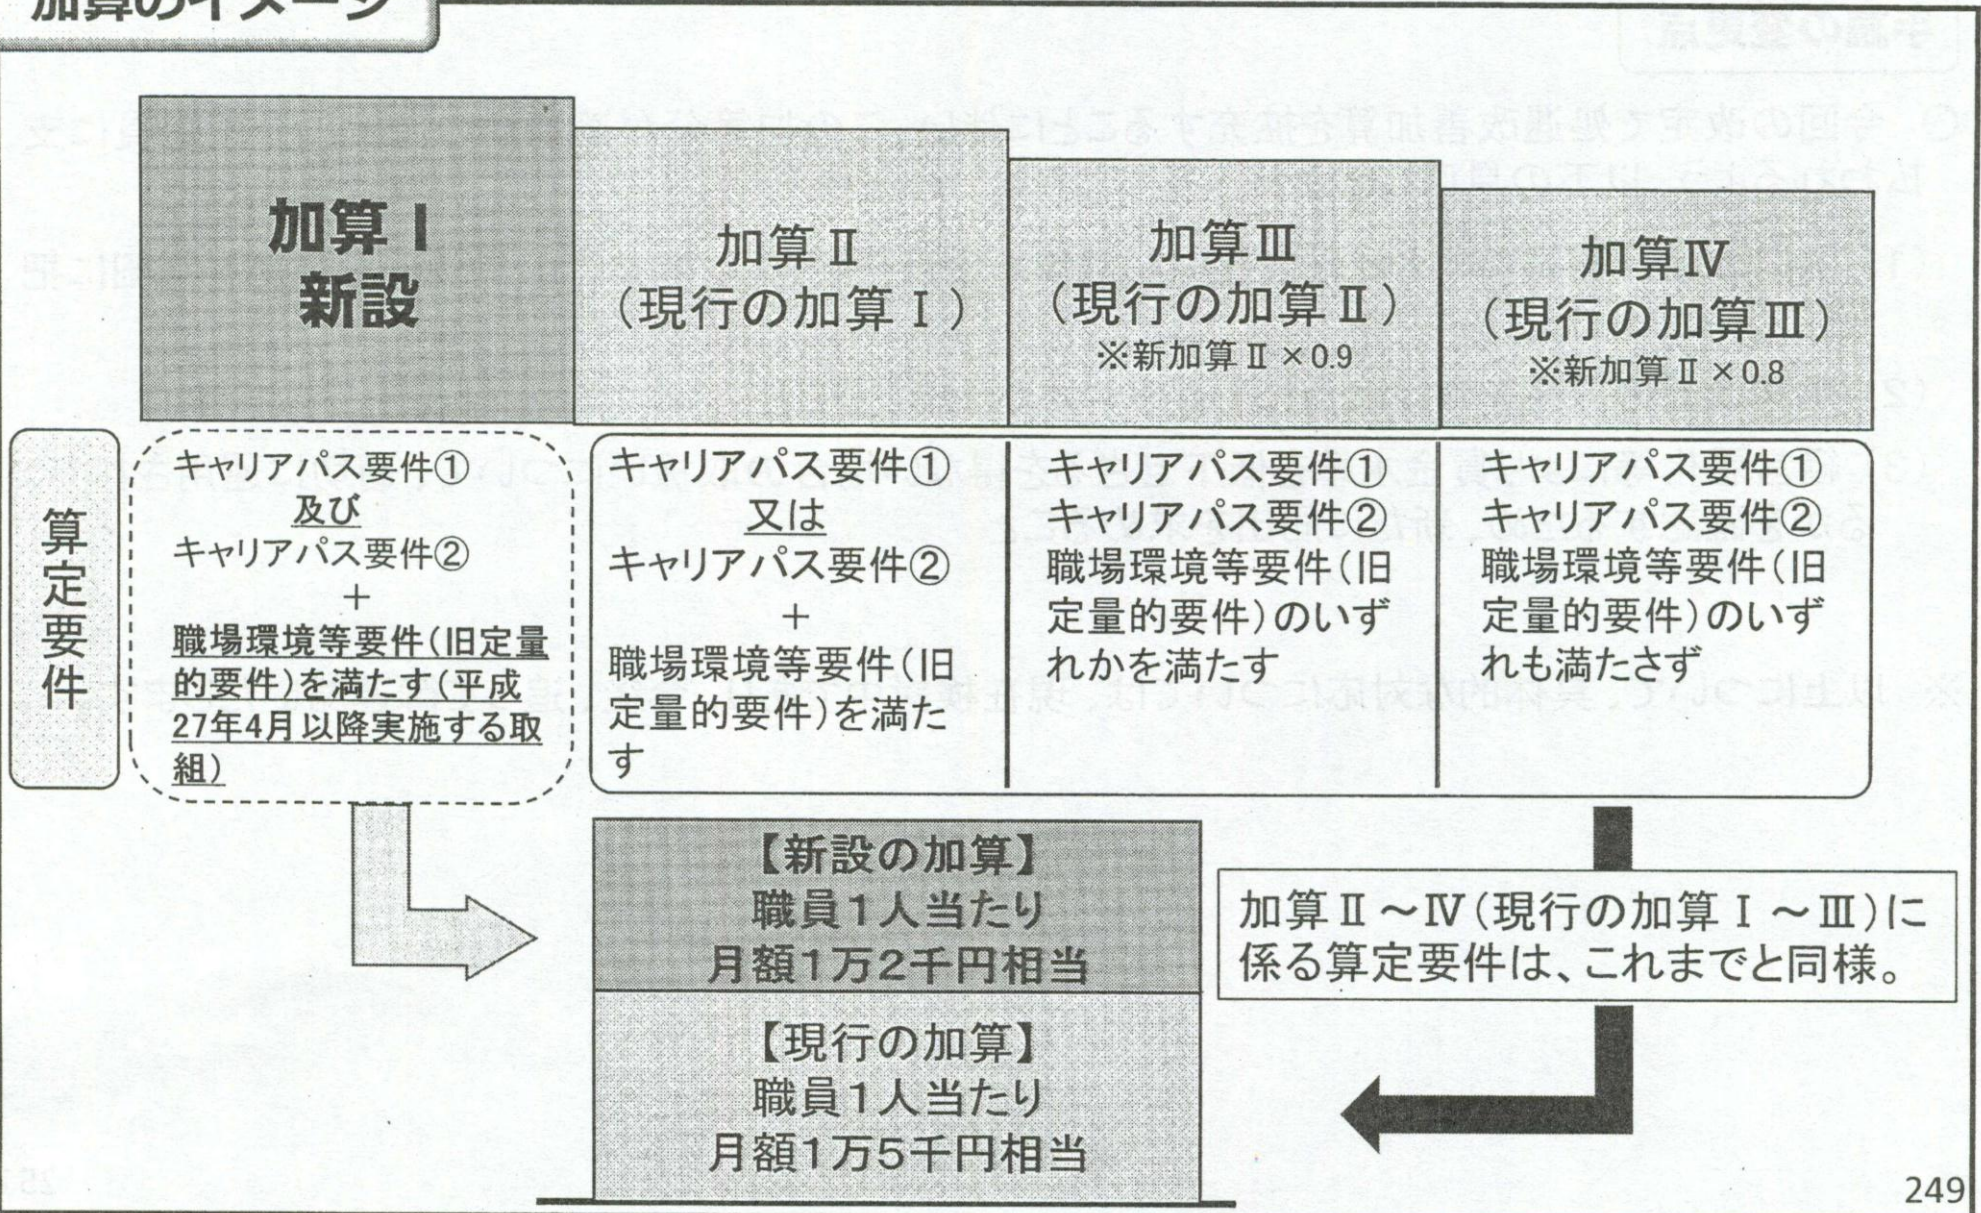 加算のイメージ
加算Ⅰ
新設
加算Ⅱ
(現行の加算Ⅰ)
加算Ⅲ
(現行の加算Ⅱ)
※新加算Ⅱ×0.9
加算Ⅳ
(現行の加算Ⅲ)
※新加算Ⅱ×0.8
算定要件
キャリアパス要件①
及び
キャリアパス要件②
+
職場環境等要件(旧定量
的要件)を満たす(平成
27年4月以降実施する取
組)
キャリアパス要件①
又は
キャリアパス要件②
+
職場環境等要件(旧
定量的要件)を満た
す
キャリアパス要件①
キャリアパス要件②
職場環境等要件(旧
定量的要件)のいず
れかを満たす
キャリアパス要件①
キャリアパス要件②
職場環境等要件(旧
定量的要件)のいず
れも満たさず
【新設の加算】
職員1人当たり
月額1万2千円相当
【現行の加算】
職員1人当たり
月額1万5千円相当
加算Ⅱ~Ⅳ(現行の加算Ⅰ~Ⅲ)に
係る算定要件は、これまでと同様。
249